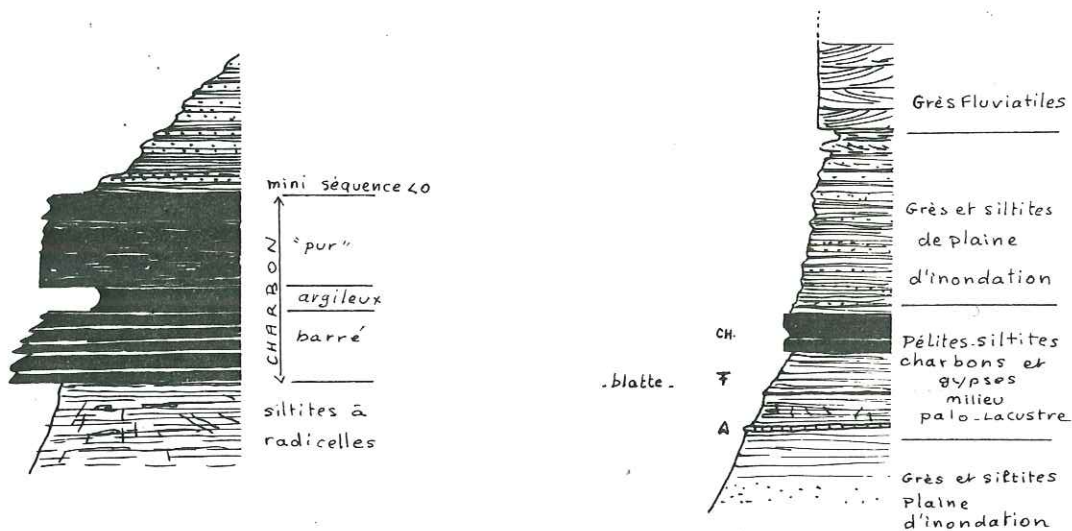 mini séquence <0
CHARBON
"pur"
argileux
barré
siltites à
radicelles
Grès Fluviatiles
Grès et siltites
de plaine
d'inondation
CH.
Pélites-siltites
charbons et
gypses
milieu
palo-lacustre
-blatte-
A
Grès et siltites
Plaine
d'inondation